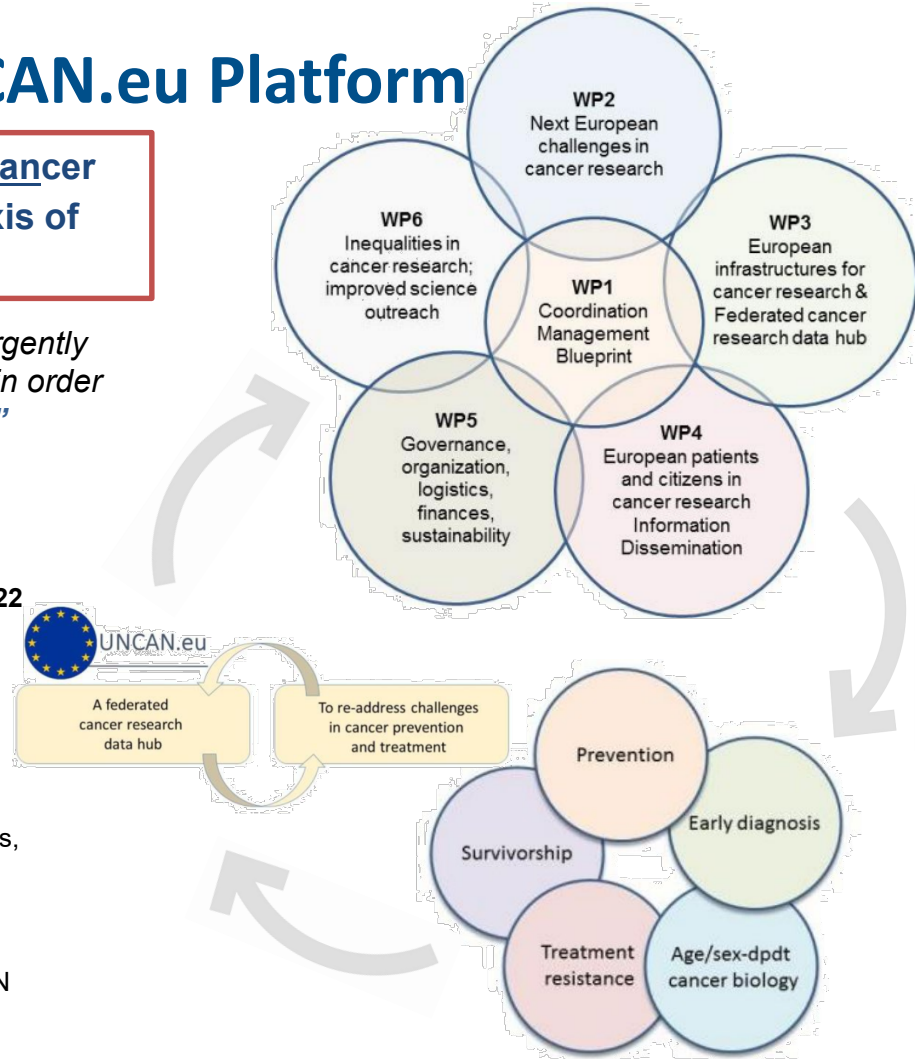 CAN.eu Platform
ancer
xis of
rgently
in order
”
22
WP2
Next European
challenges in
cancer research
WP6
Inequalities in
cancer research;
improved science
outreach
WP1
Coordination
Management
Blueprint
WP3
European
infrastructures for
cancer research &
Federated cancer
research data hub
WP5
Governance,
organization,
logistics,
finances,
sustainability
WP4
European patients
and citizens in
cancer research
Information
Dissemination
UNCAN.eu
A federated
cancer research
data hub
To re-address challenges
in cancer prevention
and treatment
s,
N
Prevention
Early diagnosis
Survivorship
Treatment
resistance
Age/sex-dpdt
cancer biology